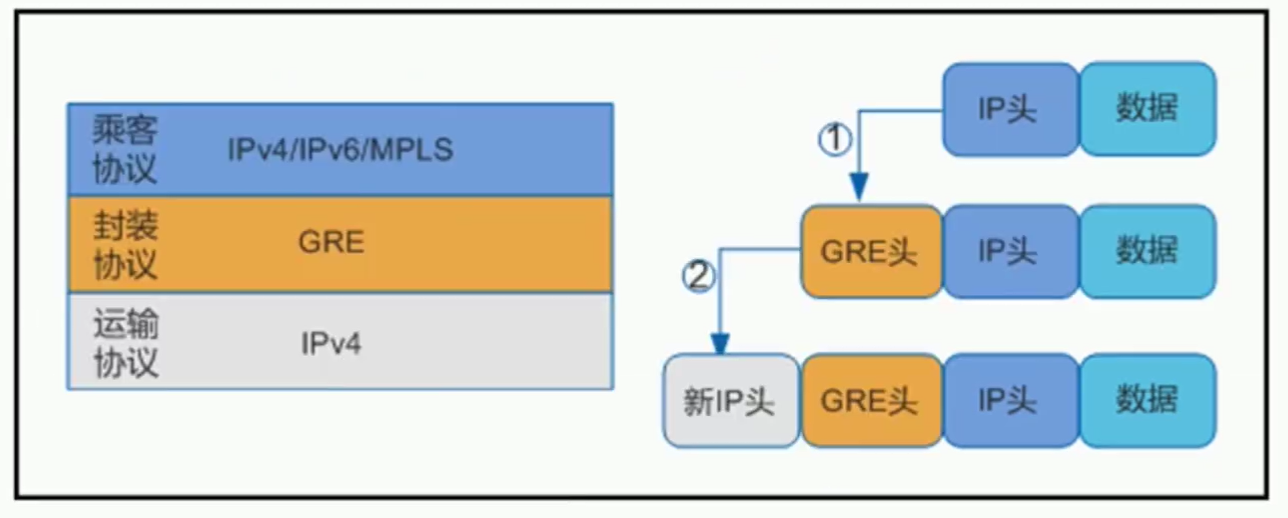 乘客
协议
IPv4/IPv6/MPLS
封装
协议
GRE
运输
协议
IPv4
IP头
数据
①
GRE头
IP头
数据
②
新IP头
GRE头
IP头
数据